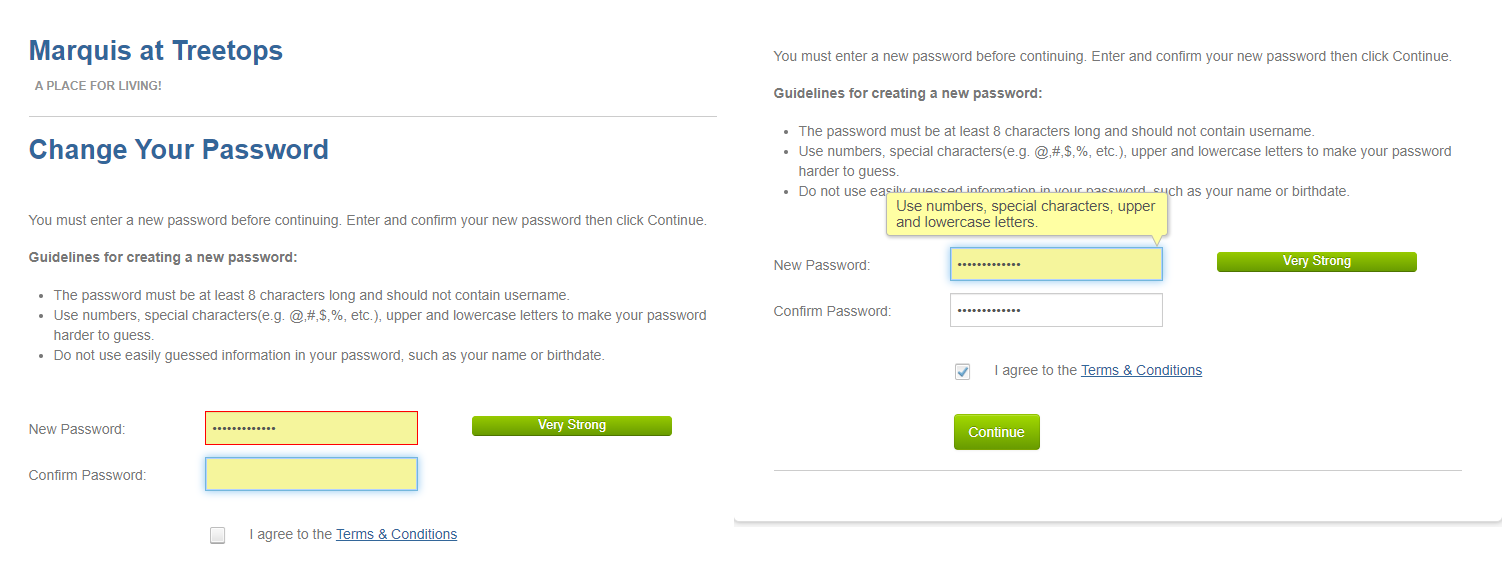 Marquis at Treetops
A PLACE FOR LIVING!
Change Your Password
You must enter a new password before continuing. Enter and confirm your new password then click Continue.
Guidelines for creating a new password:
• The password must be at least 8 characters long and should not contain username.
• Use numbers, special characters(e.g. @,#,$,%, etc.), upper and lowercase letters to make your password
harder to guess.
• Do not use easily guessed information in your password, such as your name or birthdate.
New Password: ••••••••••••• Very Strong
Confirm Password:
I agree to the Terms & Conditions
You must enter a new password before continuing. Enter and confirm your new password then click Continue.
Guidelines for creating a new password:
• The password must be at least 8 characters long and should not contain username.
• Use numbers, special characters(e.g. @,#,$,%, etc.), upper and lowercase letters to make your password
harder to guess.
• Do not use easily guessed information in your password, such as your name or birthdate.
Use numbers, special characters, upper
and lowercase letters.
New Password: ••••••••••••• Very Strong
Confirm Password: •••••••••••••
I agree to the Terms & Conditions
Continue